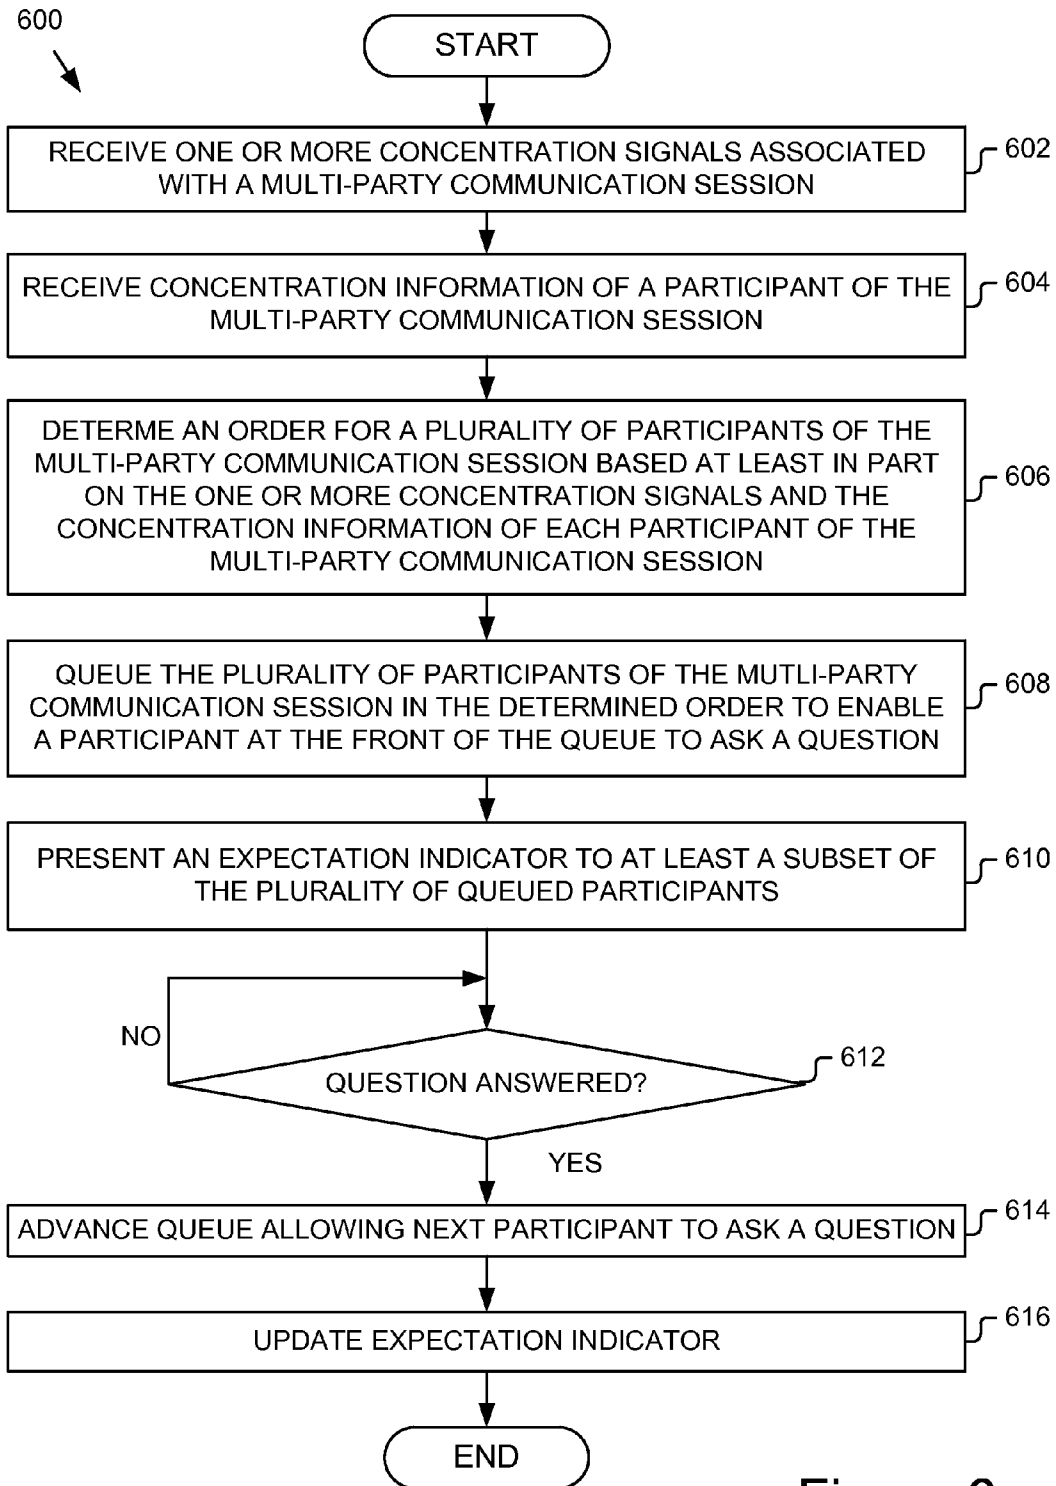 600
START
RECEIVE ONE OR MORE CONCENTRATION SIGNALS ASSOCIATED
WITH A MULTI-PARTY COMMUNICATION SESSION
602
RECEIVE CONCENTRATION INFORMATION OF A PARTICIPANT OF THE
MULTI-PARTY COMMUNICATION SESSION
604
DETERME AN ORDER FOR A PLURALITY OF PARTICIPANTS OF THE
MULTI-PARTY COMMUNICATION SESSION BASED AT LEAST IN PART
ON THE ONE OR MORE CONCENTRATION SIGNALS AND THE
CONCENTRATION INFORMATION OF EACH PARTICIPANT OF THE
MULTI-PARTY COMMUNICATION SESSION
606
QUEUE THE PLURALITY OF PARTICIPANTS OF THE MUTLI-PARTY
COMMUNICATION SESSION IN THE DETERMINED ORDER TO ENABLE
A PARTICIPANT AT THE FRONT OF THE QUEUE TO ASK A QUESTION
608
PRESENT AN EXPECTATION INDICATOR TO AT LEAST A SUBSET OF
THE PLURALITY OF QUEUED PARTICIPANTS
610
NO
QUESTION ANSWERED?
612
YES
ADVANCE QUEUE ALLOWING NEXT PARTICIPANT TO ASK A QUESTION
614
UPDATE EXPECTATION INDICATOR
616
END